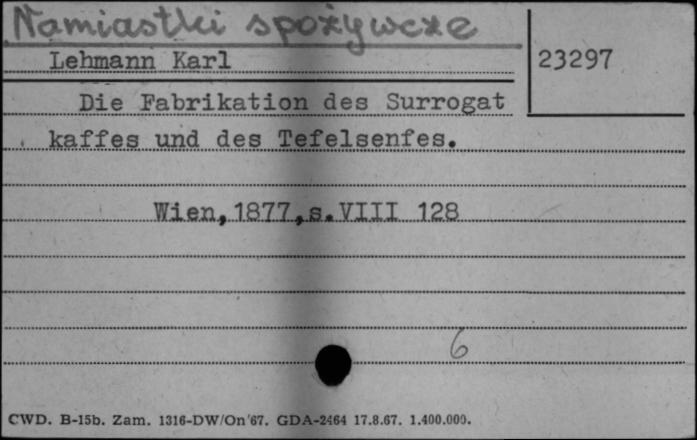 Namiastki spożywcze
Lehmann Karl
23297
Die Fabrikation des Surrogat
kaffes und des Tefelsenfes.
Wien,1877,s.VIII 128
6
CWD. B-15b. Zam. 1316-DW/On'67. GDA-2464 17.8.67. 1.400.000.